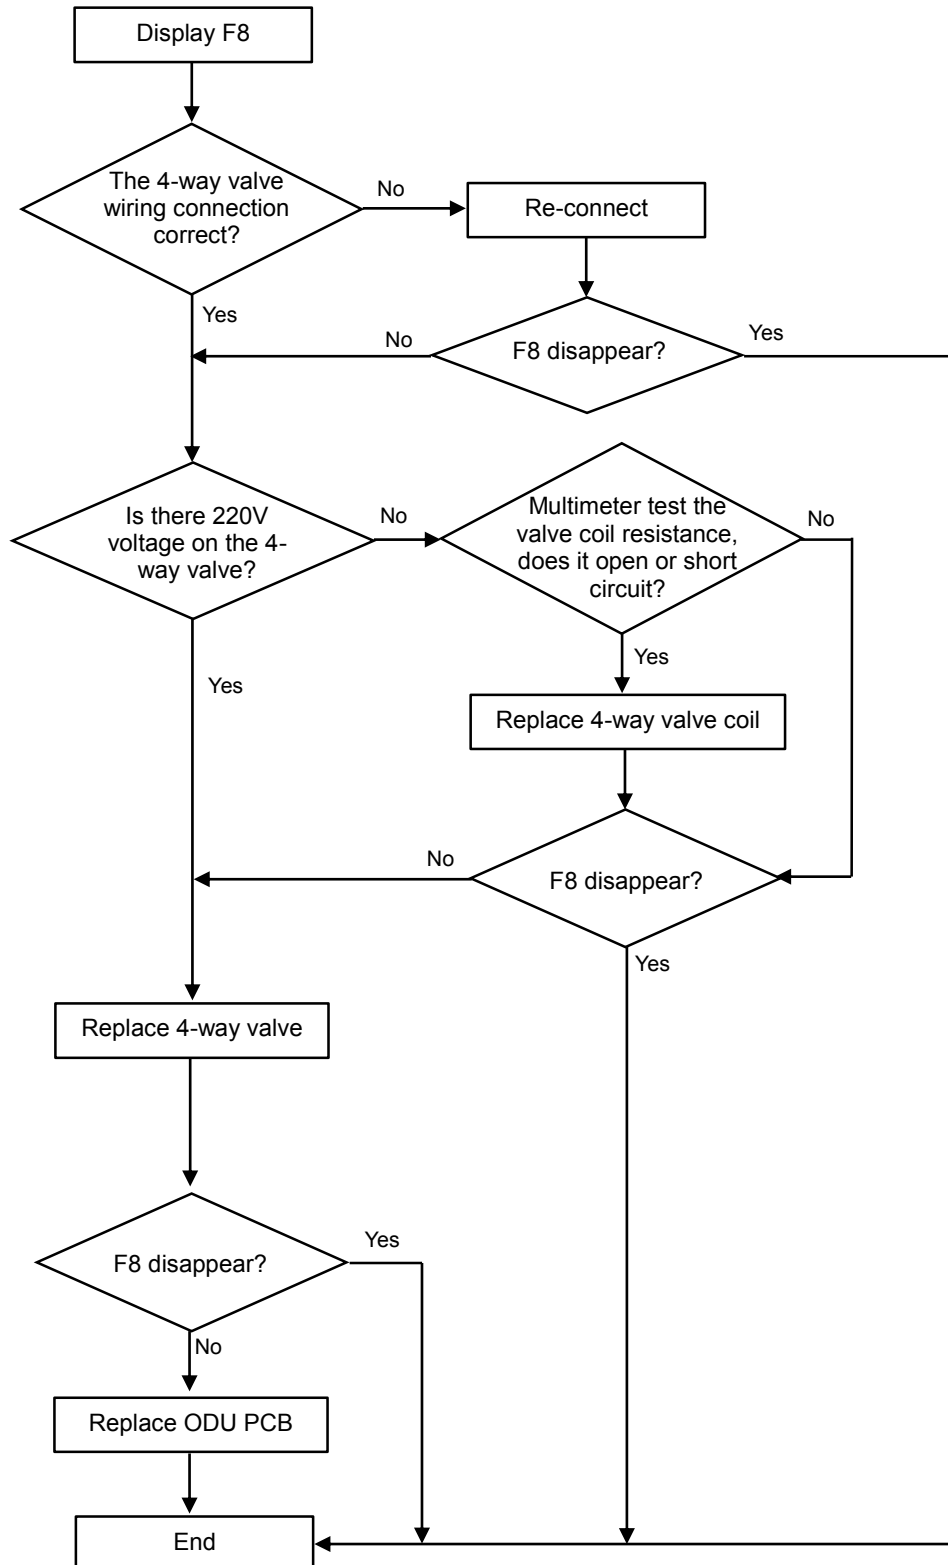 Display F8
The 4-way valve
wiring connection
correct?
No
Re-connect
Yes
No
F8 disappear?
Yes
Is there 220V
voltage on the 4-
way valve?
No
Multimeter test the
valve coil resistance,
does it open or short
circuit?
No
Yes
Yes
Replace 4-way valve coil
No
F8 disappear?
Yes
Replace 4-way valve
F8 disappear?
Yes
No
Replace ODU PCB
End